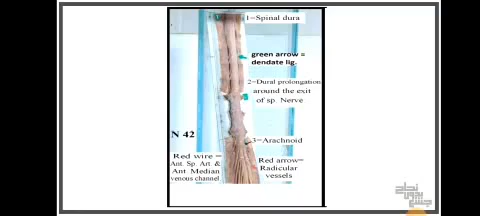 1=Spinal dura
green arrow =
dendate lig.
2=Dural prolongation
around the exit
of sp. Nerve
N 42
3=Arachnoid
Red wire =
Ant. Sp. Art &
Ant. Median
venous channel
Red arrow=
Radicular
vessels